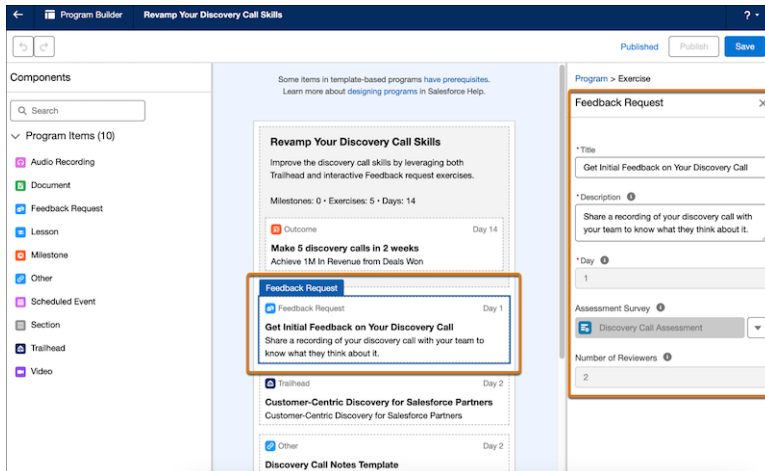 Program Builder
Revamp Your Discovery Call Skills
?
Published
Publish
Save
Components
Search
Program Items (10)
Audio Recording
Document
Feedback Request
Lesson
Milestone
Other
Scheduled Event
Section
Trailhead
Video
Some items in template-based programs have prerequisites.
Learn more about designing programs in Salesforce Help.
Revamp Your Discovery Call Skills
Improve the discovery call skills by leveraging both
Trailhead and interactive Feedback request exercises.
Milestones: 0 • Exercises: 5 • Days: 14
Outcome Day 14
Make 5 discovery calls in 2 weeks
Achieve 1M In Revenue from Deals Won
Feedback Request
Feedback Request Day 1
Get Initial Feedback on Your Discovery Call
Share a recording of your discovery call with your team to
know what they think about it.
Trailhead Day 2
Customer-Centric Discovery for Salesforce Partners
Customer-Centric Discovery for Salesforce Partners
Other Day 2
Discovery Call Notes Template
Program > Exercise
Feedback Request
*Title
Get Initial Feedback on Your Discovery Call
*Description
Share a recording of your discovery call with
your team to know what they think about it.
*Day
1
Assessment Survey
Discovery Call Assessment
Number of Reviewers
2